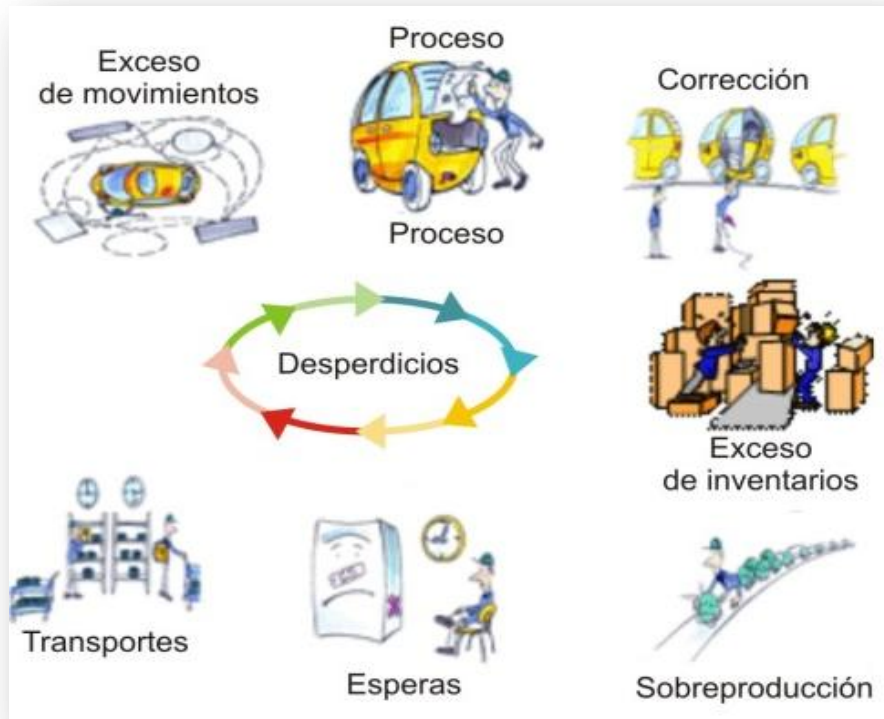 Exceso
de movimientos
Proceso
Proceso
Corrección
Desperdicios
Exceso
de inventarios
Transportes
Esperas
Sobreproducción